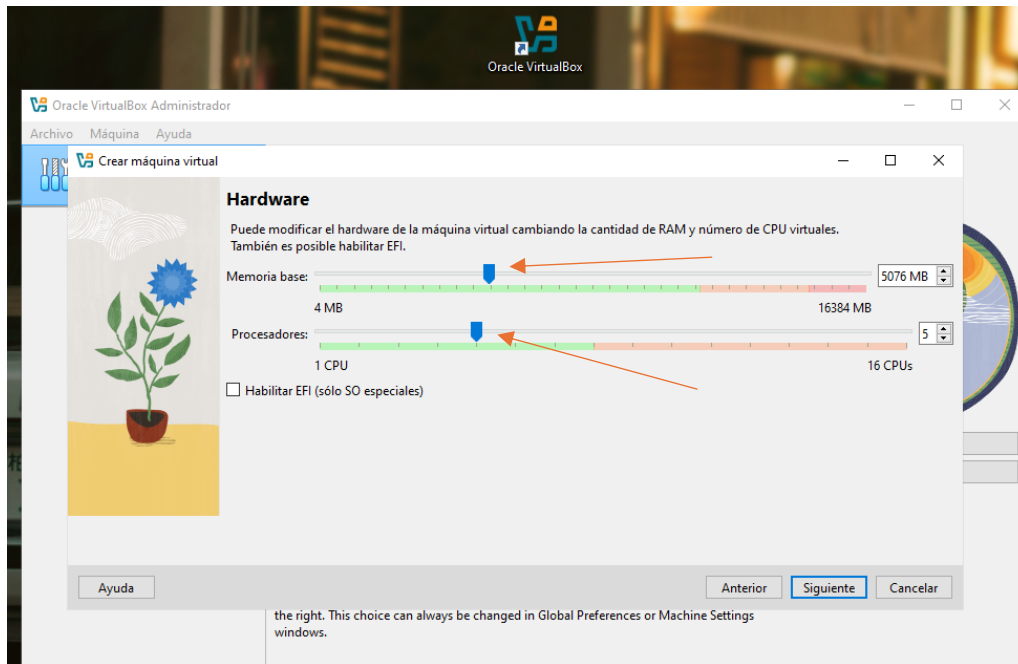 Oracle VirtualBox
Oracle VirtualBox Administrador
Archivo Máquina Ayuda
Crear máquina virtual
Hardware
Puede modificar el hardware de la máquina virtual cambiando la cantidad de RAM y número de CPU virtuales.
También es posible habilitar EFI.
Memoria base: 5076 MB
4 MB 16384 MB
Procesadores: 5
1 CPU 16 CPUs
Habilitar EFI (sólo SO especiales)
Ayuda Anterior Siguiente Cancelar
the right. This choice can always be changed in Global Preferences or Machine Settings
windows.